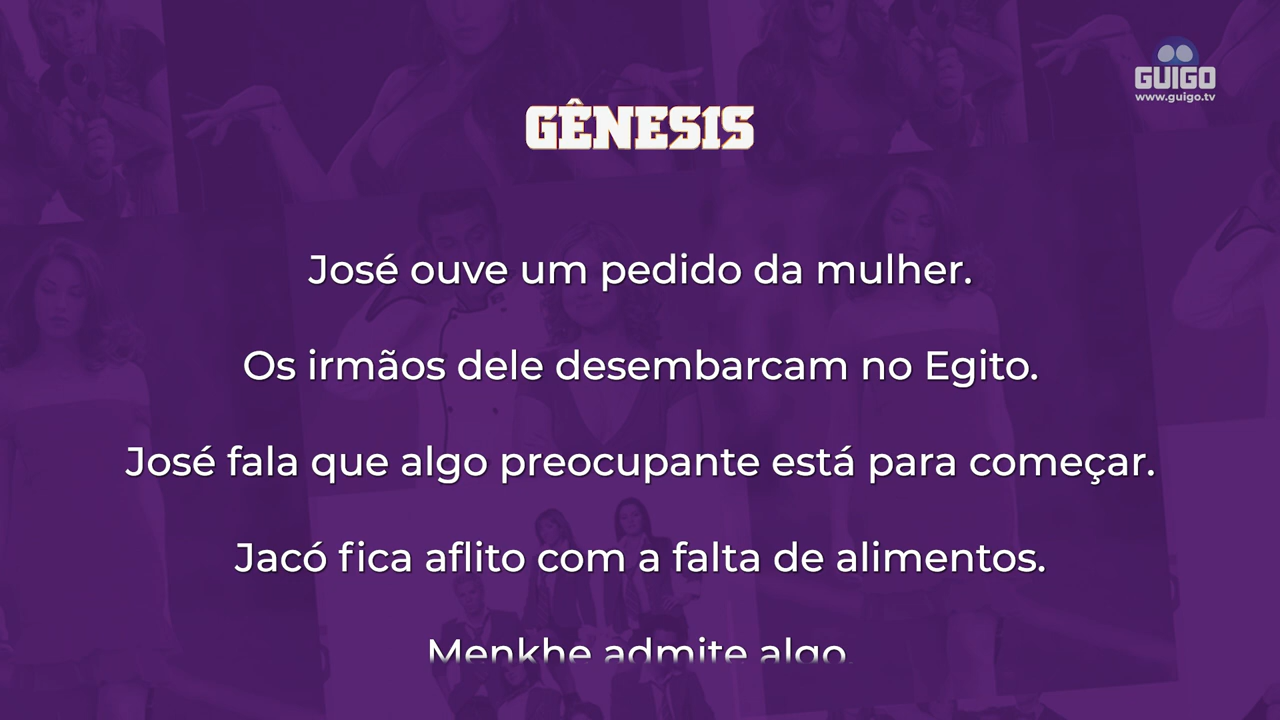 GUIGO
www.guigo.tv
GÊNESIS
José ouve um pedido da mulher.
Os irmãos dele desembarcam no Egito.
José fala que algo preocupante está para começar.
Jacó fica aflito com a falta de alimentos.
Menkhe admite algo.